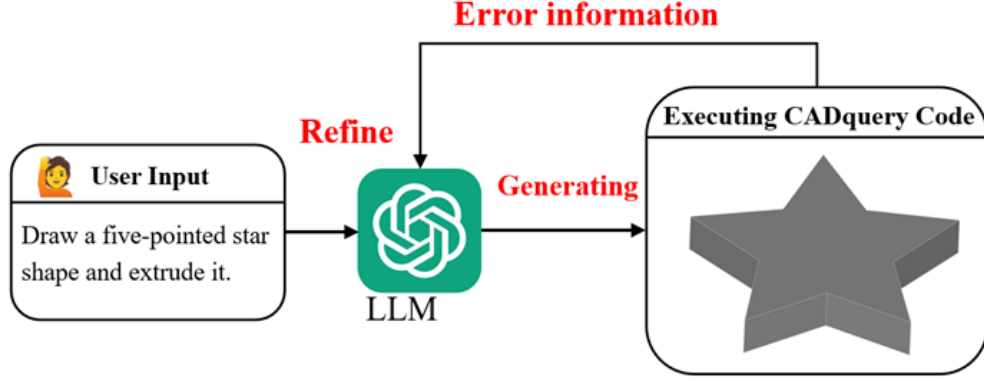 Error information
Refine
Executing CADquery Code
User Input
Generating
Draw a five-pointed star
shape and extrude it.
LLM